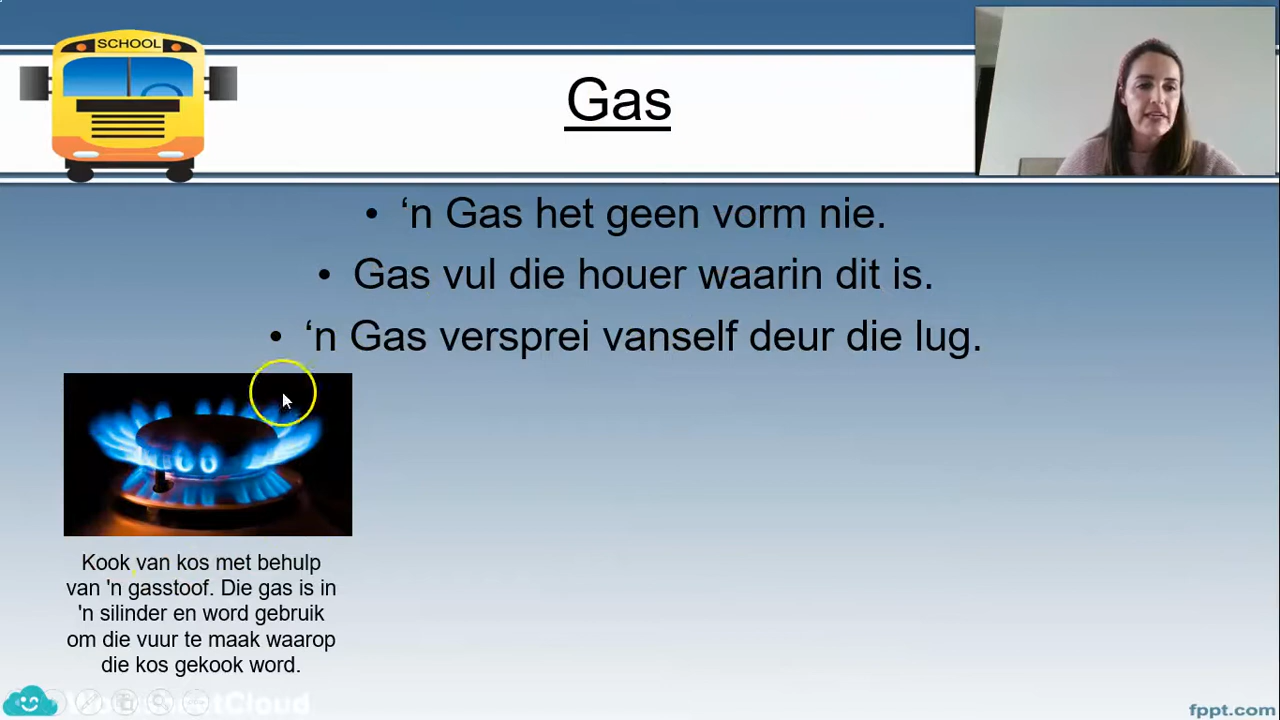 SCHOOL
Gas
• ‘n Gas het geen vorm nie.
• Gas vul die houer waarin dit is.
• ‘n Gas versprei vanself deur die lug.
Kook van kos met behulp
van 'n gasstoof. Die gas is in
'n silinder en word gebruik
om die vuur te maak waarop
die kos gekook word.
fppt.com